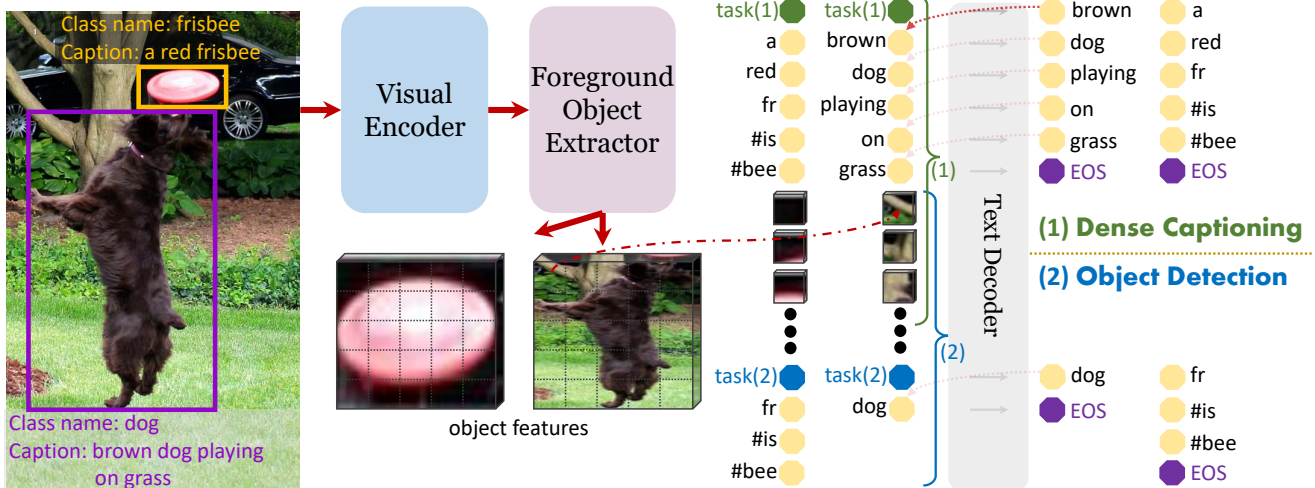 Class name: frisbee
Caption: a red frisbee
Class name: dog
Caption: brown dog playing
on grass
Visual
Encoder
Foreground
Object
Extractor
object features
task(1)
a
red
fr
#is
#bee
task(2)
fr
#is
#bee
task(1)
brown
dog
playing
on
grass
task(2)
dog
(1)
(2)
Text Decoder
brown
dog
playing
on
grass
EOS
a
red
fr
#is
#bee
EOS
(1) Dense Captioning
(2) Object Detection
dog
EOS
fr
#is
#bee
EOS